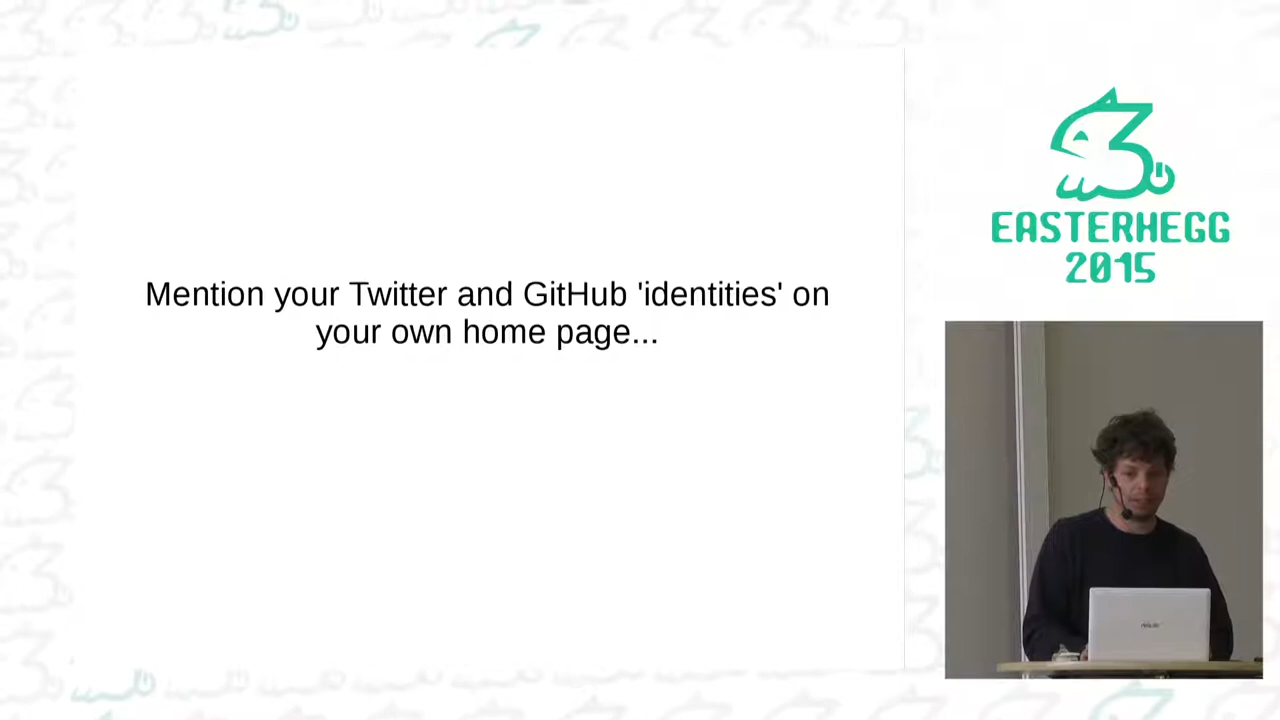 Mention your Twitter and GitHub 'identities' on
your own home page...
EASTERHEGG
2015